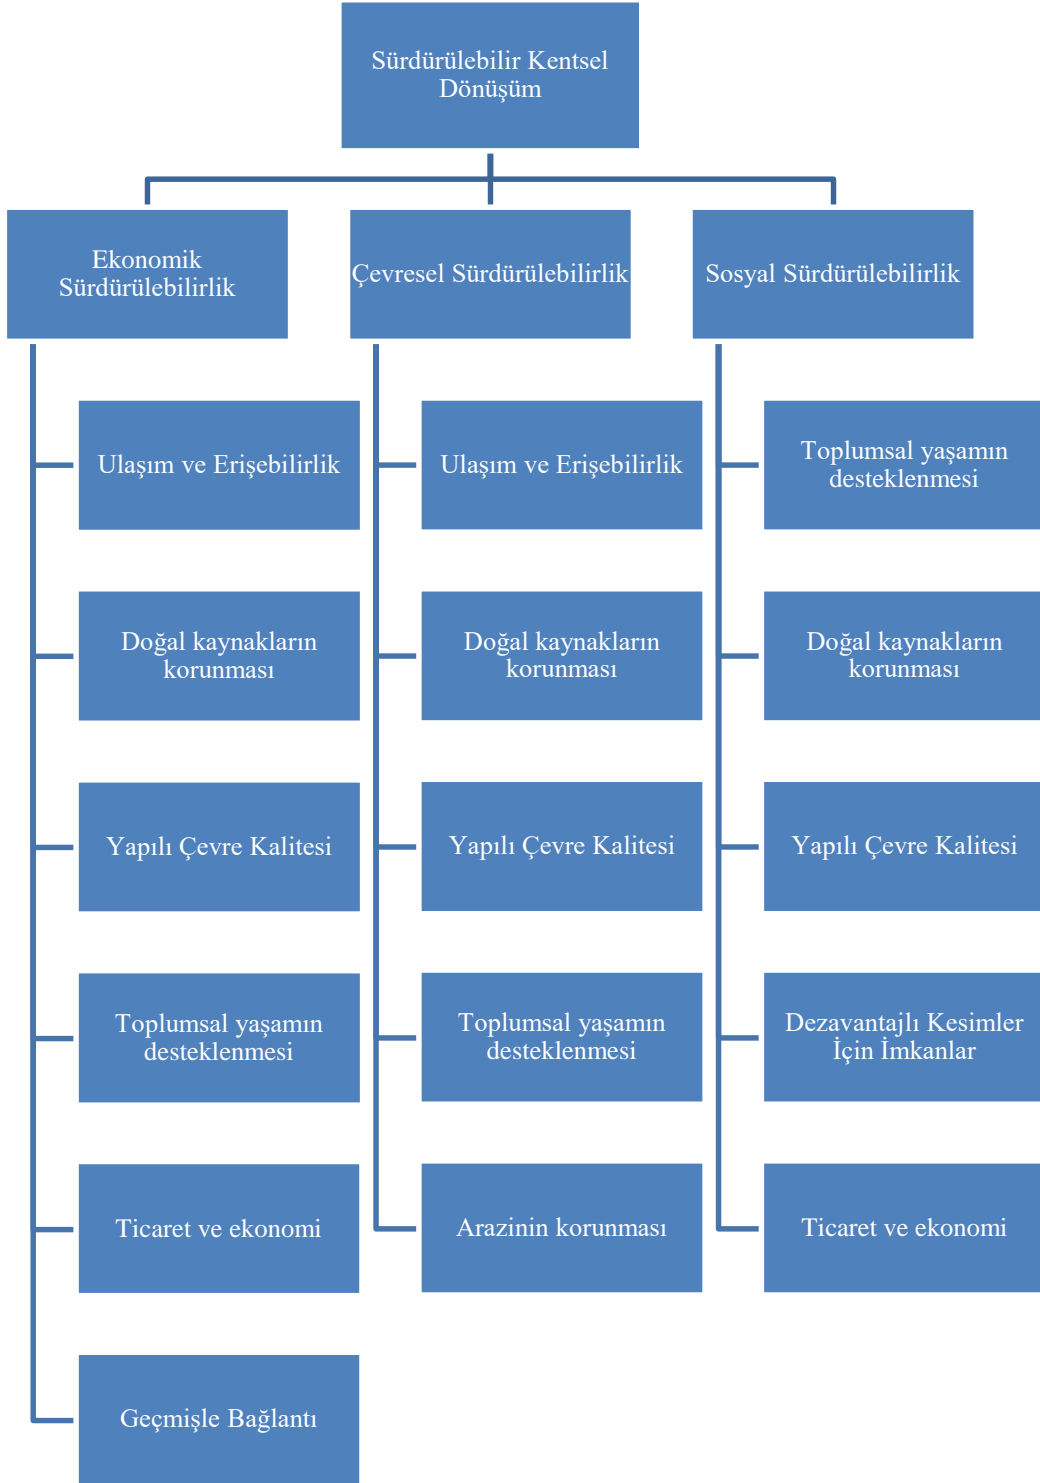 Sürdürülebilir Kentsel
Dönüşüm
Ekonomik
Sürdürülebilirlik
Çevresel Sürdürülebilirlik
Sosyal Sürdürülebilirlik
Ulaşım ve Erişebilirlik
Doğal kaynakların
korunması
Yapılı Çevre Kalitesi
Toplumsal yaşamın
desteklenmesi
Ticaret ve ekonomi
Geçmişle Bağlantı
Ulaşım ve Erişebilirlik
Doğal kaynakların
korunması
Yapılı Çevre Kalitesi
Toplumsal yaşamın
desteklenmesi
Arazinin korunması
Toplumsal yaşamın
desteklenmesi
Doğal kaynakların
korunması
Yapılı Çevre Kalitesi
Dezavantajlı Kesimler
İçin İmkanlar
Ticaret ve ekonomi